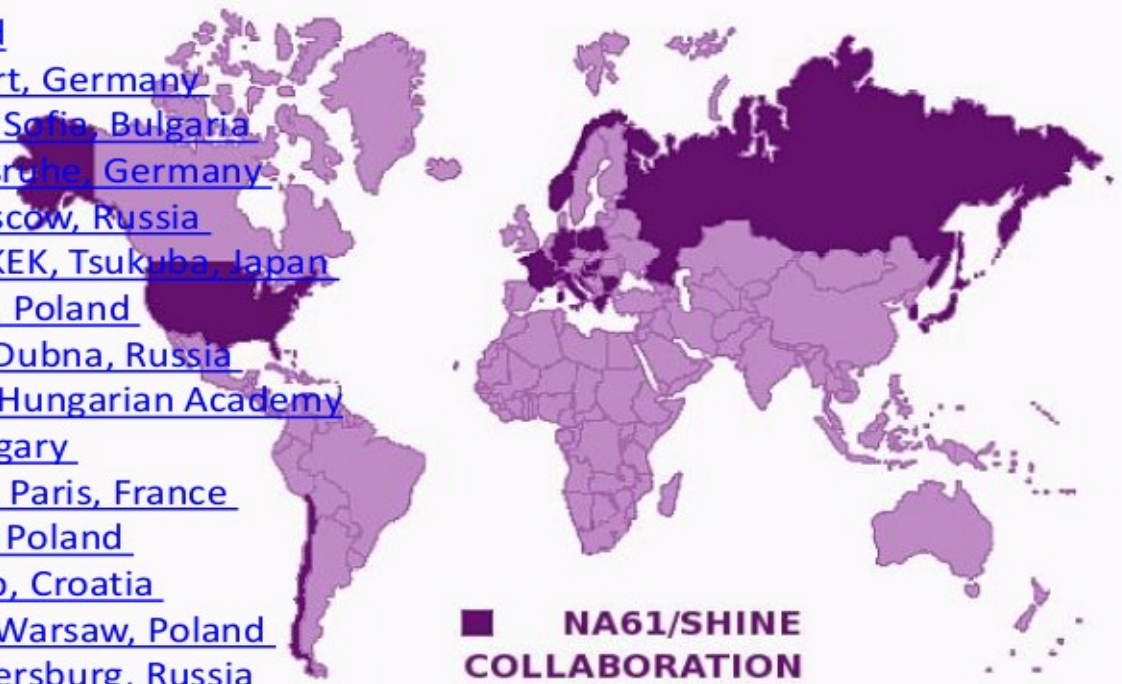 rt, Germany
Sofia, Bulgaria
sruhe, Germany
scow, Russia
KEK, Tsukuba, Japan
, Poland
Dubna, Russia
Hungarian Academy
gary
Paris, France
Poland
, Croatia
Warsaw, Poland
ersburg, Russia
NA61/SHINE
COLLABORATION